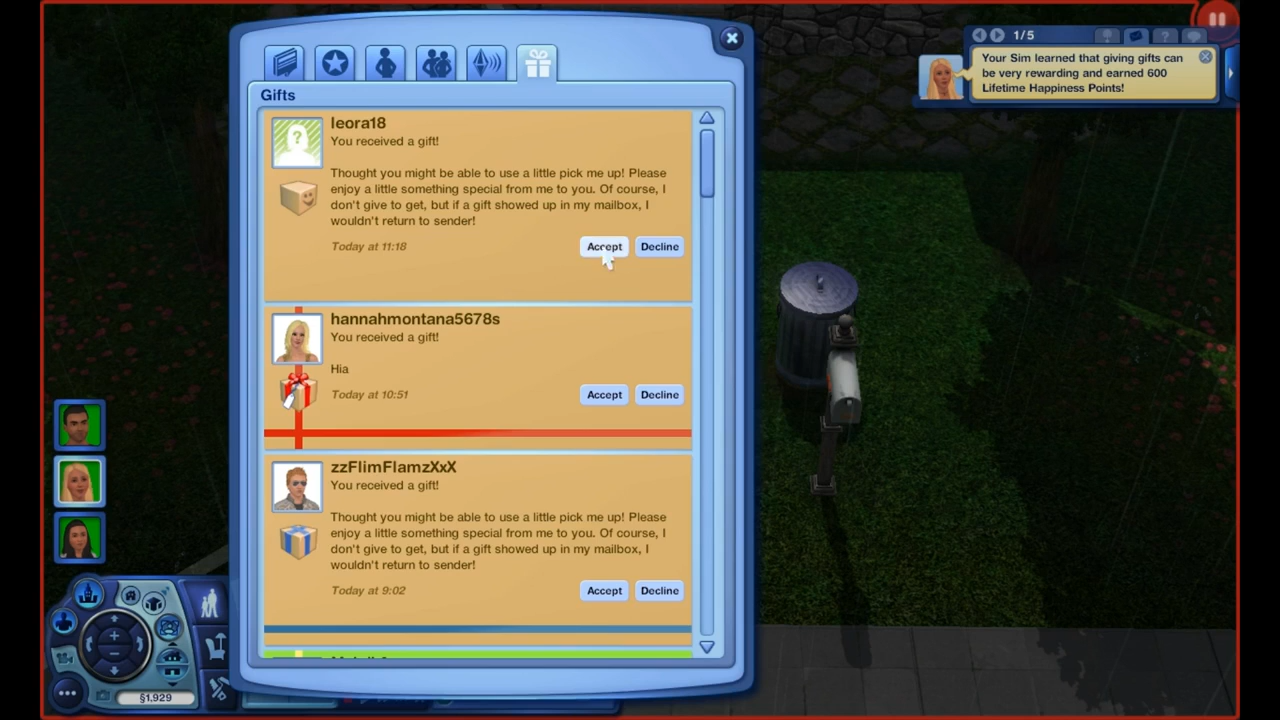 1/5
Your Sim learned that giving gifts can
be very rewarding and earned 600
Lifetime Happiness Points!
Gifts
leora18
You received a gift!
Thought you might be able to use a little pick me up! Please
enjoy a little something special from me to you. Of course, I
don't give to get, but if a gift showed up in my mailbox, I
wouldn't return to sender!
Today at 11:18
Accept Decline
hannahmontana5678s
You received a gift!
Hia
Today at 10:51
Accept Decline
zzFlimFlamzXxX
You received a gift!
Thought you might be able to use a little pick me up! Please
enjoy a little something special from me to you. Of course, I
don't give to get, but if a gift showed up in my mailbox, I
wouldn't return to sender!
Today at 9:02
Accept Decline
§1,929